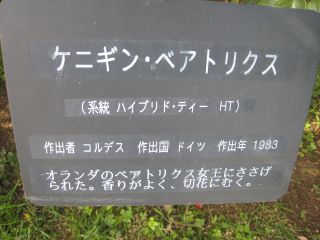 ケニギン・ベアトリクス
(系統 ハイブリド・ティー HT)
作出者 コルデス 作出国 ドイツ 作出年 1983
オランダのベアトリクス女王にささげ
られた。香りがよく、切花にむく。